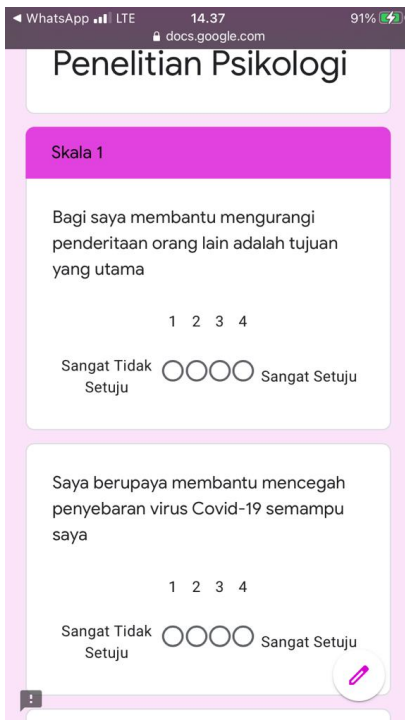 ◄ WhatsApp LTE 14.37 91%
docs.google.com
Penelitian Psikologi
Skala 1
Bagi saya membantu mengurangi
penderitaan orang lain adalah tujuan
yang utama
1 2 3 4
Sangat Tidak
Setuju
Sangat Setuju
Saya berupaya membantu mencegah
penyebaran virus Covid-19 semampu
saya
1 2 3 4
Sangat Tidak
Setuju
Sangat Setuju